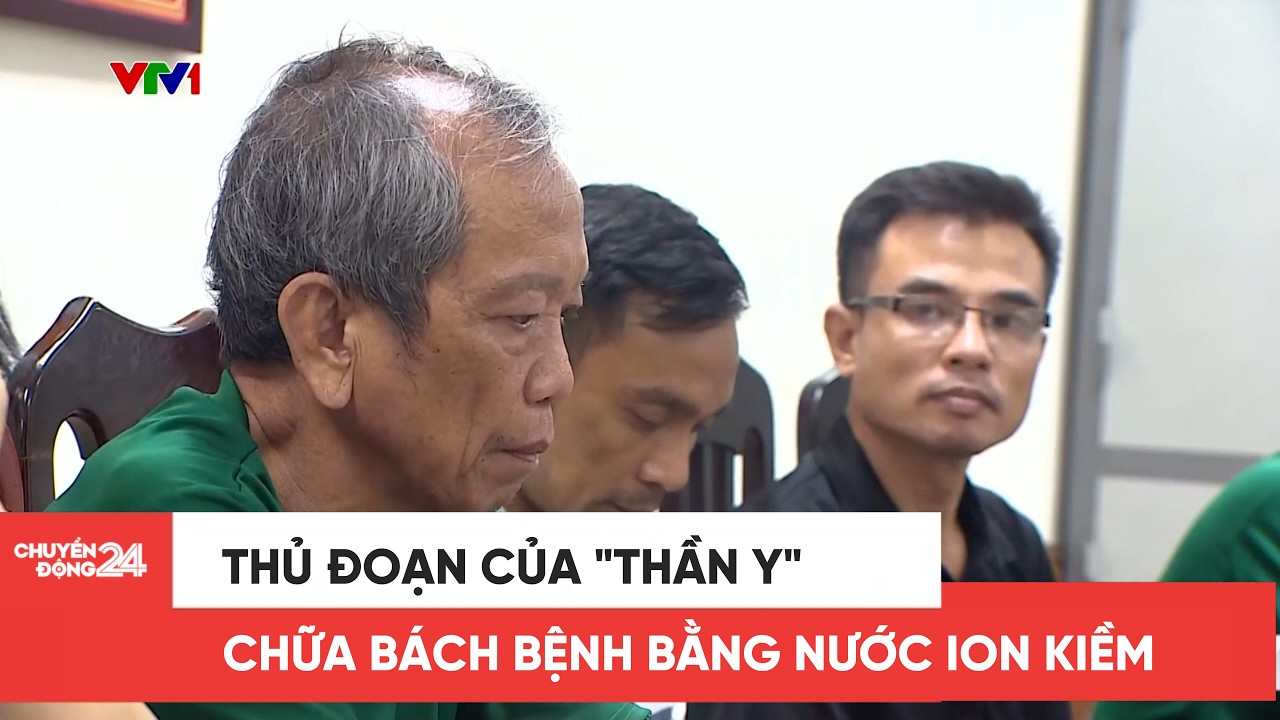 VTV1
CHUYỂN ĐỘNG 24
THỦ ĐOẠN CỦA "THẦN Y"
CHỮA BÁCH BỆNH BẰNG NƯỚC ION KIỀM